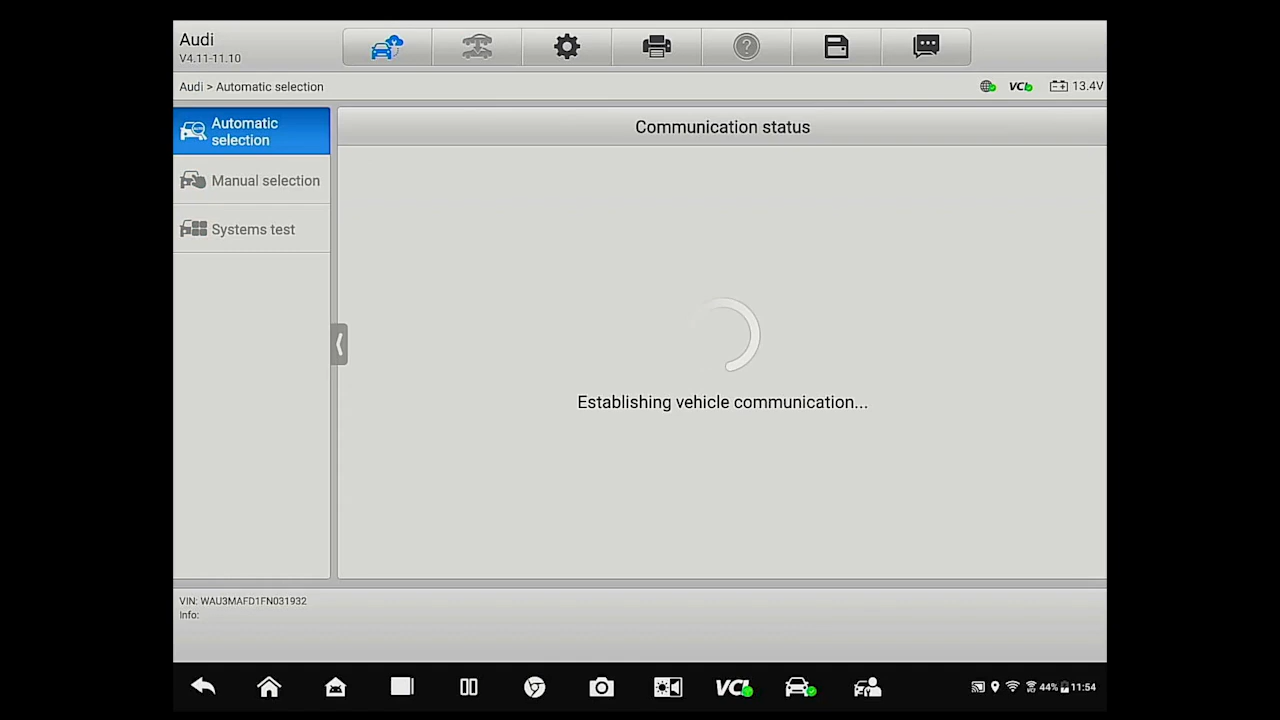 Audi
V4.11-11.10
Audi > Automatic selection
VCI
13.4V
Automatic
selection
Communication status
Manual selection
Systems test
Establishing vehicle communication...
VIN: WAU3MAFD1FN031932
Info:
VCI
44%
11:54